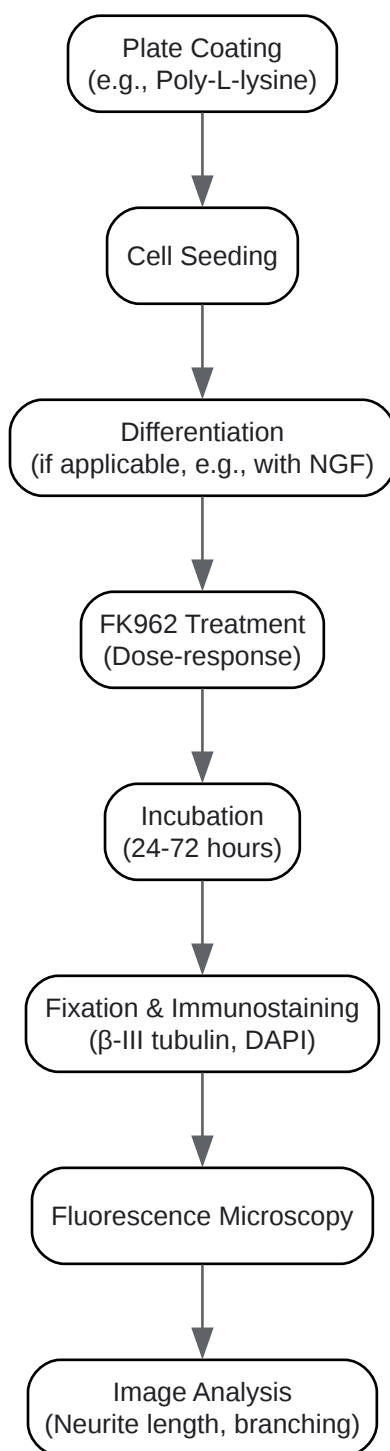 Plate Coating
(e.g., Poly-L-lysine)
Cell Seeding
Differentiation
(if applicable, e.g., with NGF)
FK962 Treatment
(Dose-response)
Incubation
(24-72 hours)
Fixation & Immunostaining
(β-III tubulin, DAPI)
Fluorescence Microscopy
Image Analysis
(Neurite length, branching)